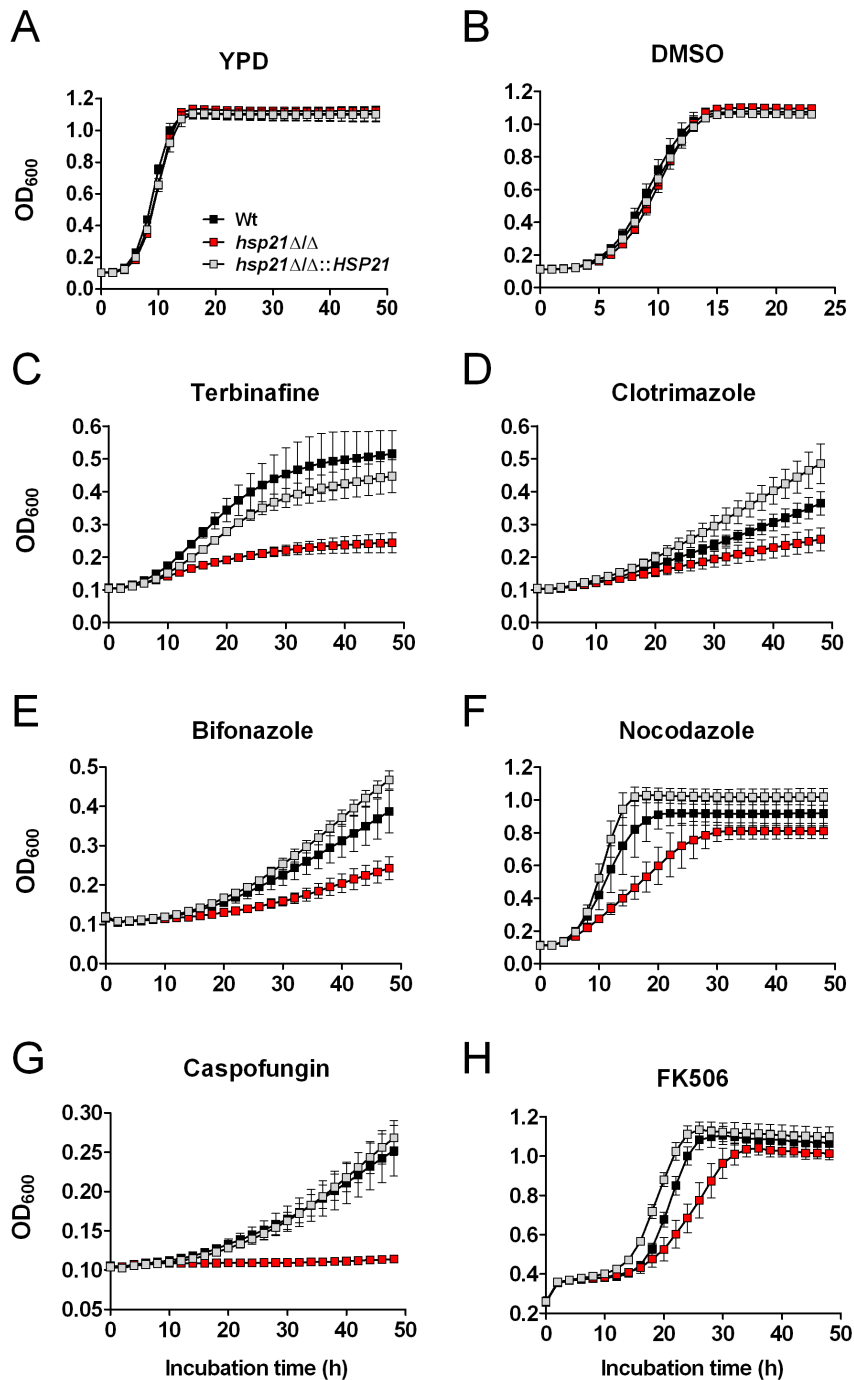 A
YPD
OD600
1.2
1.0
0.8
0.6
0.4
0.2
0.0
Wt
hsp21Δ/Δ
hsp21Δ/Δ::HSP21
0 10 20 30 40 50
B
DMSO
1.2
1.0
0.8
0.6
0.4
0.2
0.0
0 5 10 15 20 25
C
Terbinafine
OD600
0.6
0.5
0.4
0.3
0.2
0.1
0.0
0 10 20 30 40 50
D
Clotrimazole
0.6
0.5
0.4
0.3
0.2
0.1
0.0
0 10 20 30 40 50
E
Bifonazole
OD600
0.5
0.4
0.3
0.2
0.1
0.0
0 10 20 30 40 50
F
Nocodazole
1.2
1.0
0.8
0.6
0.4
0.2
0.0
0 10 20 30 40 50
G
Caspofungin
OD600
0.30
0.25
0.20
0.15
0.10
0.05
0 10 20 30 40 50
Incubation time (h)
H
FK506
1.2
1.0
0.8
0.6
0.4
0.2
0 10 20 30 40 50
Incubation time (h)